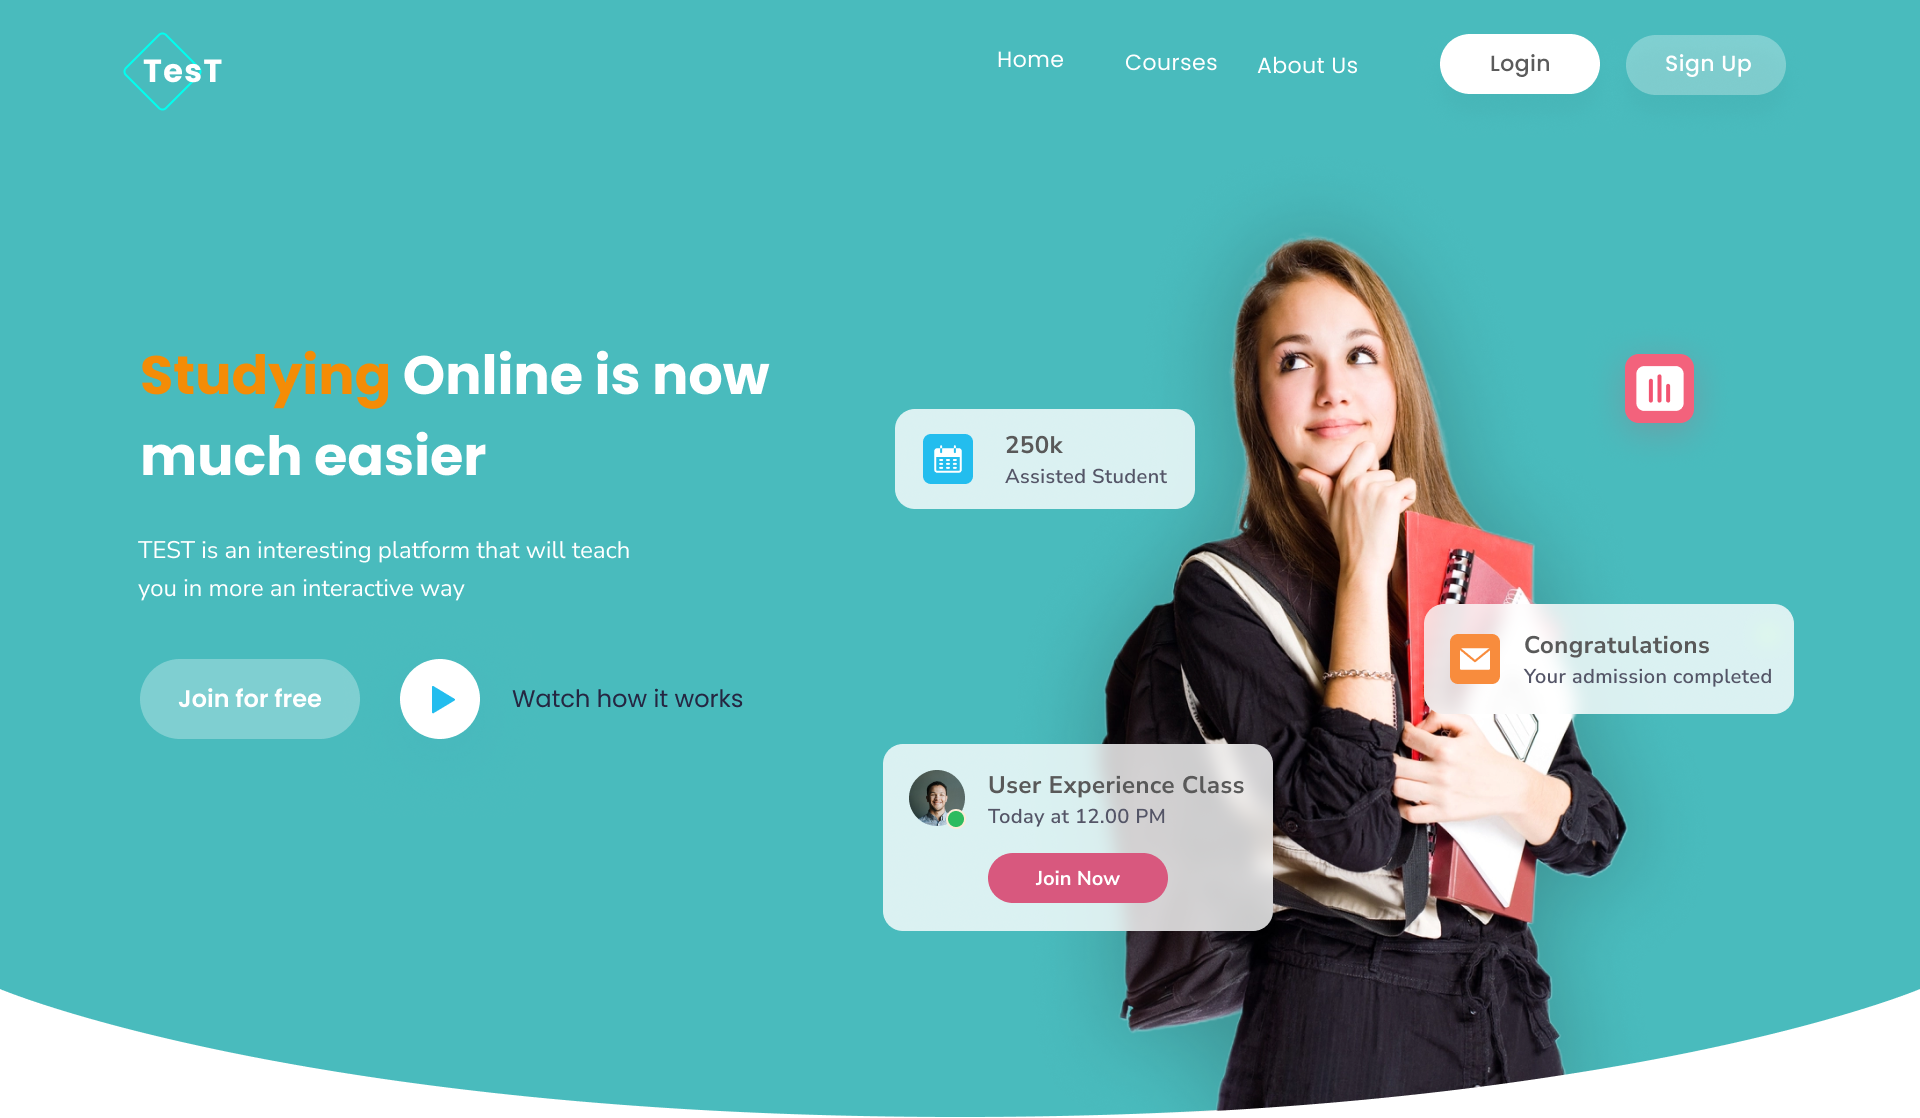 TesT
Home
Courses
About Us
Login
Sign Up
Studying Online is now
much easier
TEST is an interesting platform that will teach
you in more an interactive way
Join for free
Watch how it works
250k
Assisted Student
Congratulations
Your admission completed
User Experience Class
Today at 12.00 PM
Join Now